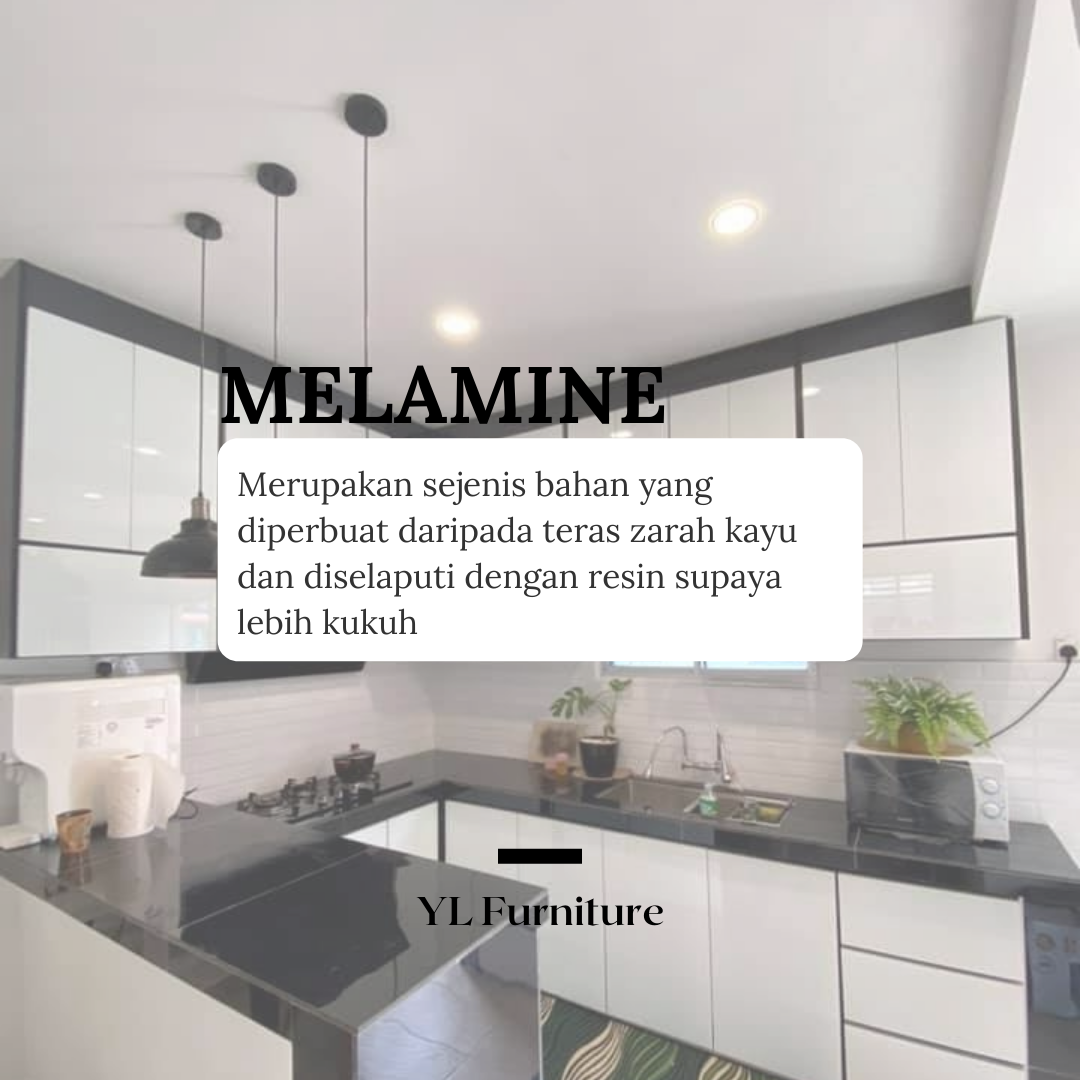 MELAMINE
Merupakan sejenis bahan yang
diperbuat daripada teras zarah kayu
dan diselaputi dengan resin supaya
lebih kukuh
YL Furniture